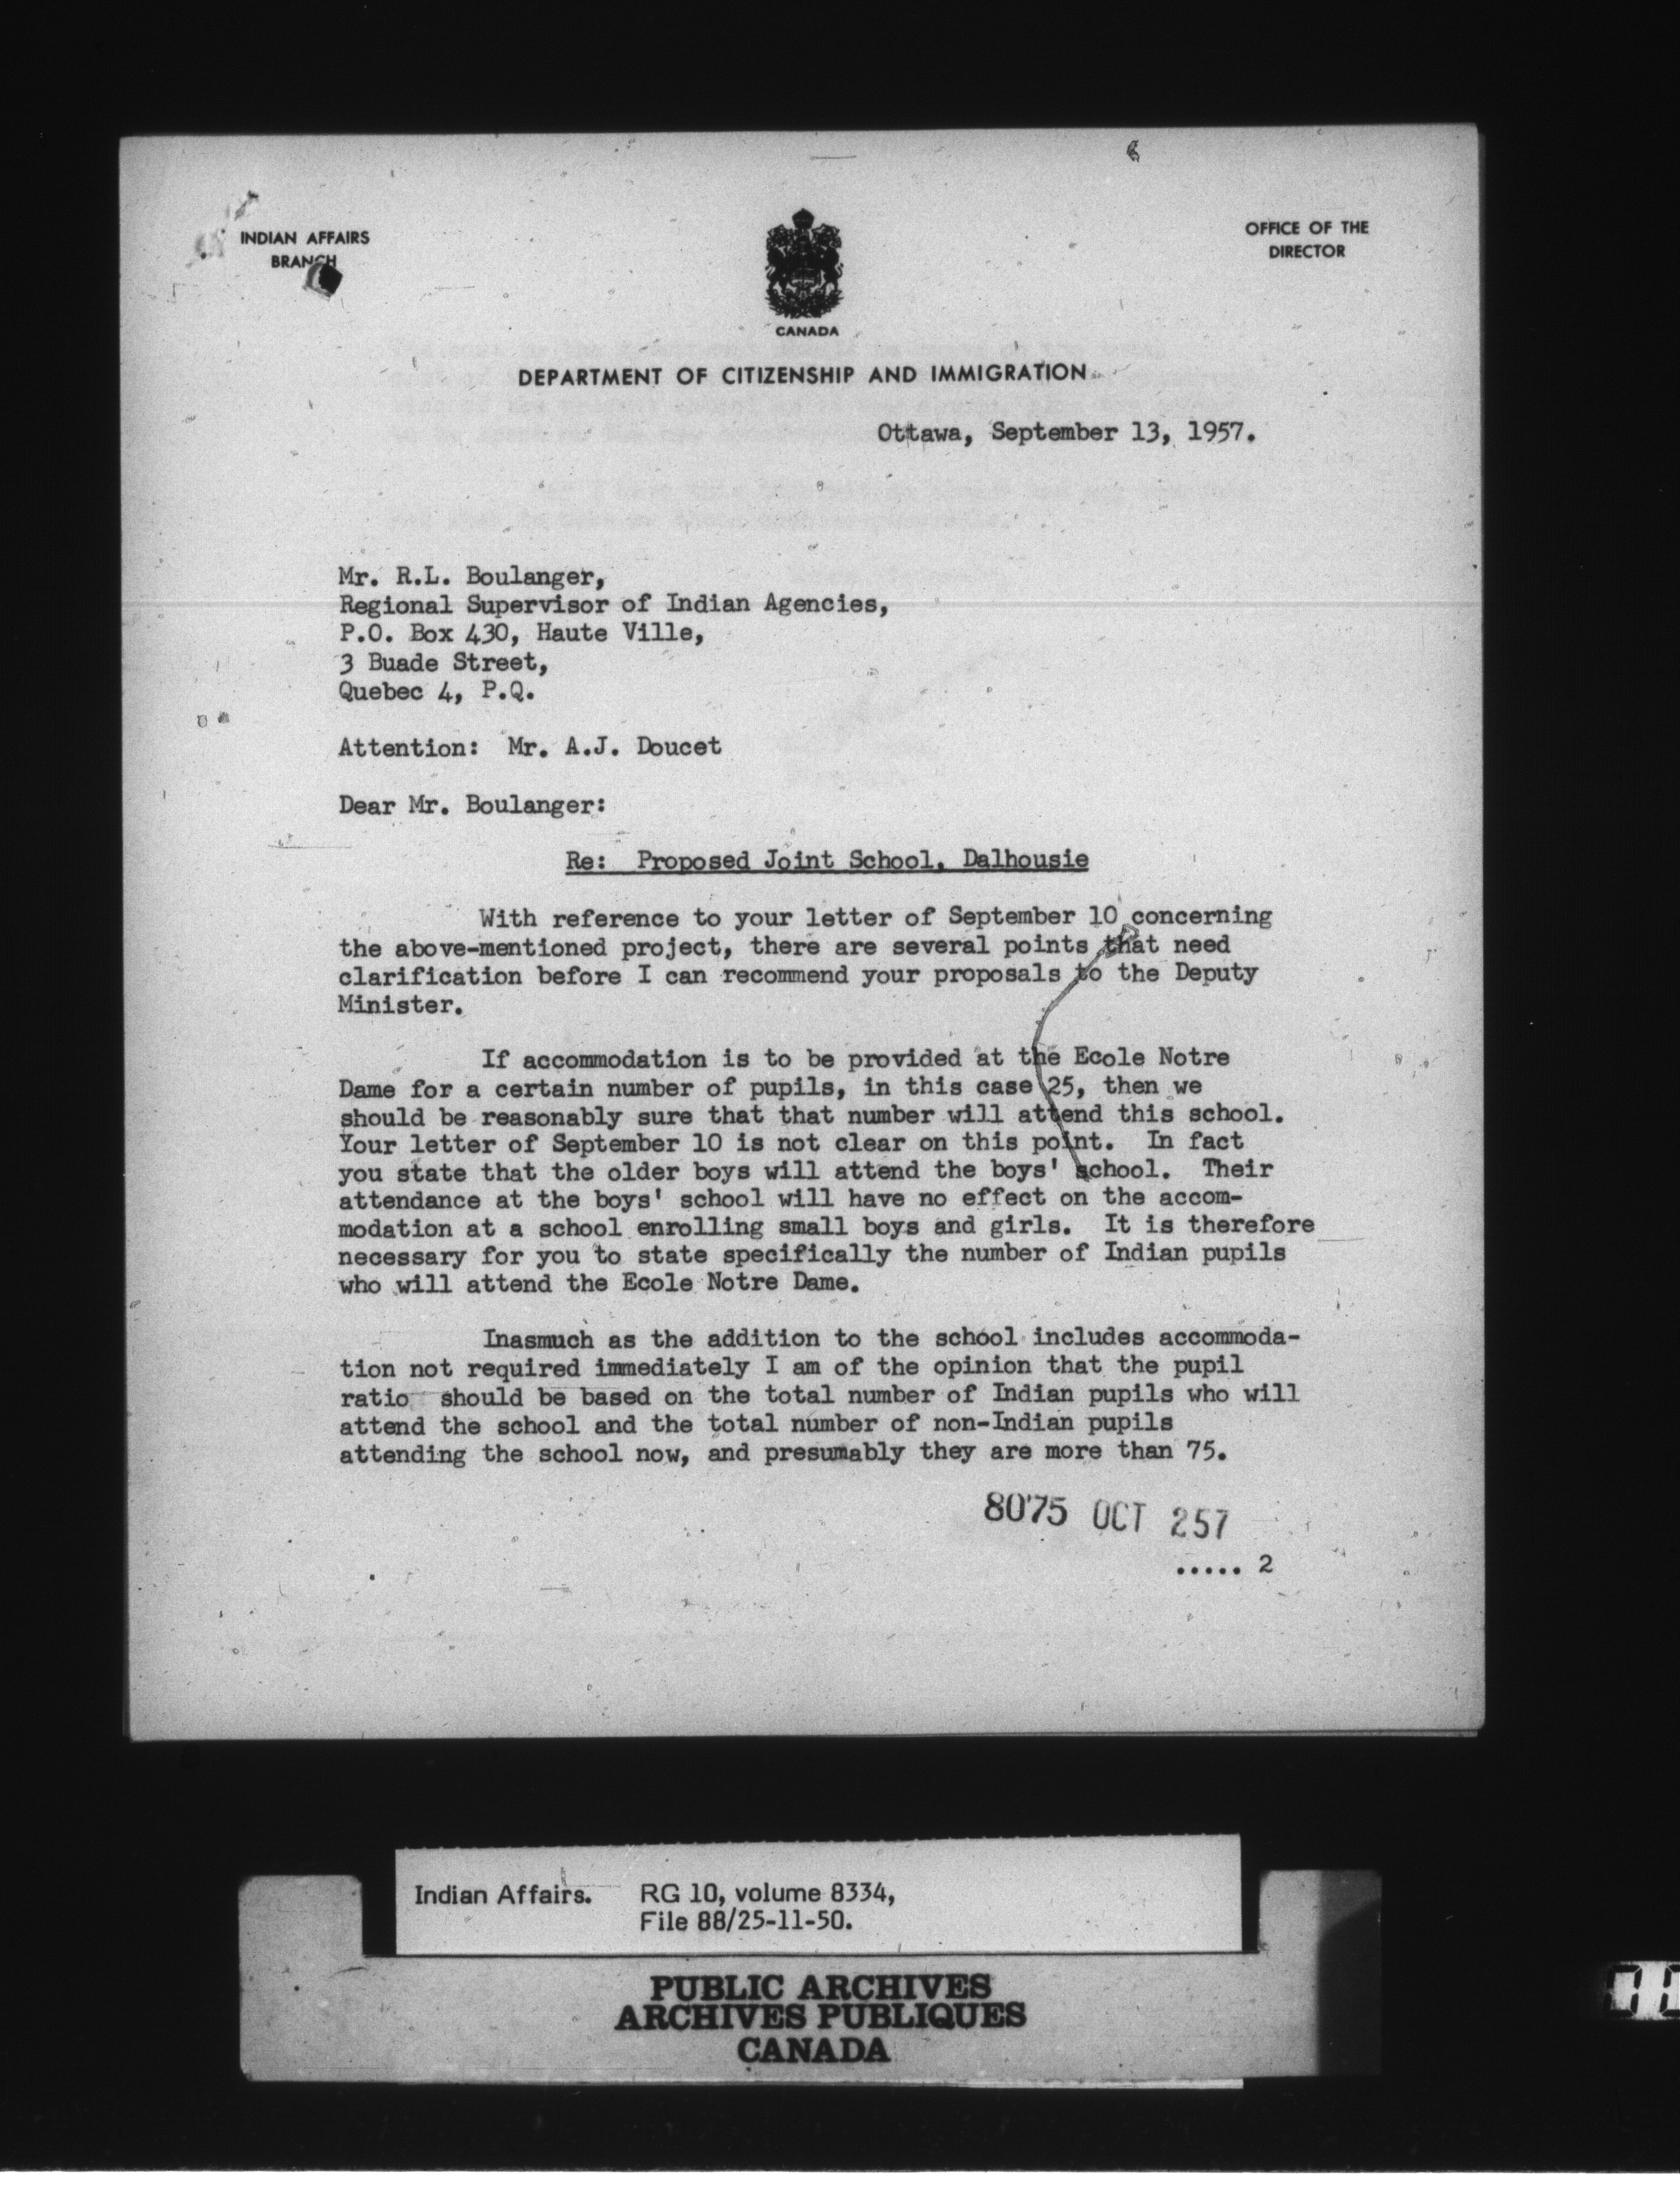 INDIAN AFFAIRS
BRANCH
OFFICE OF THE
DIRECTOR
CANADA
DEPARTMENT OF CITIZENSHIP AND IMMIGRATION
Ottawa, September 13, 1957.
Mr. R.L. Boulanger,
Regional Supervisor of Indian Agencies,
P.O. Box 430, Haute Ville,
3 Buade Street,
Quebec 4, P.Q.
Attention: Mr. A.J. Doucet
Dear Mr. Boulanger:
Re: Proposed Joint School, Dalhousie
With reference to your letter of September 10 concerning
the above-mentioned project, there are several points that need
clarification before I can recommend your proposals to the Deputy
Minister.
If accommodation is to be provided at the Ecole Notre
Dame for a certain number of pupils, in this case 25, then we
should be reasonably sure that that number will attend this school.
Your letter of September 10 is not clear on this point. In fact
you state that the older boys will attend the boys' school. Their
attendance at the boys' school will have no effect on the accom-
modation at a school enrolling small boys and girls. It is therefore
necessary for you to state specifically the number of Indian pupils
who will attend the Ecole Notre Dame.
Inasmuch as the addition to the school includes accommoda-
tion not required immediately I am of the opinion that the pupil
ratio should be based on the total number of Indian pupils who will
attend the school and the total number of non-Indian pupils
attending the school now, and presumably they are more than 75.
8075 OCT 257
..... 2
Indian Affairs. RG 10, volume 8334,
File 88/25-11-50.
PUBLIC ARCHIVES
ARCHIVES PUBLIQUES
CANADA